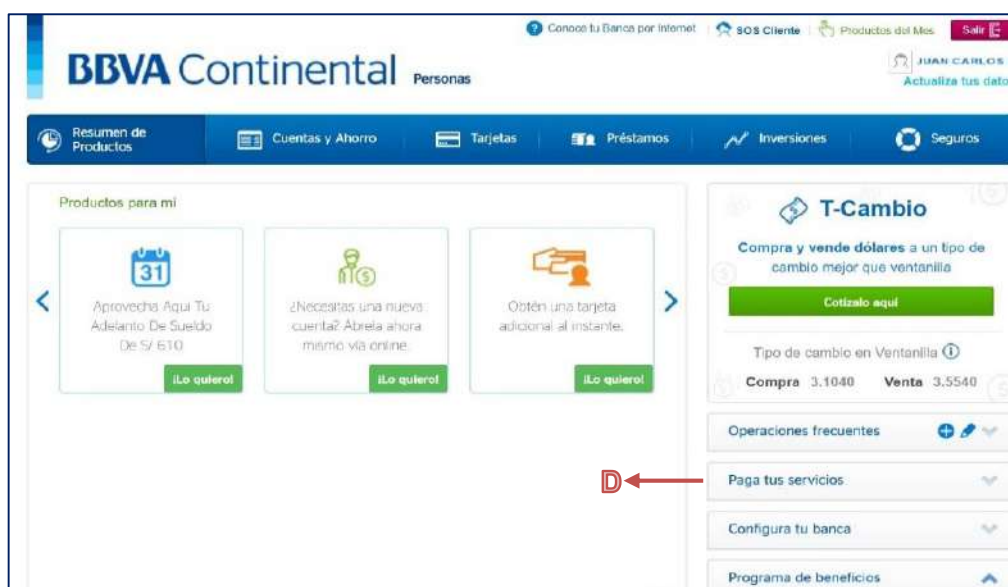 Conoce tu Banca por Internet
SOS Cliente
Productos del Mes
Salir
BBVA Continental Personas
JUAN CARLOS
Actualiza tus dato
Resumen de
Productos
Cuentas y Ahorro
Tarjetas
Préstamos
Inversiones
Seguros
Productos para mi
31
Aprovecha Aqui Tu
Adelanto De Sueldo
De S/ 610
¡Lo quiero!
¿Necesitas una nueva
cuenta? Ábrela ahora
mismo vía online.
¡Lo quiero!
Obtén una tarjeta
adicional al instante.
¡Lo quiero!
T-Cambio
Compra y vende dólares a un tipo de
cambio mejor que ventanilla
Cotízalo aquí
Tipo de cambio en Ventanilla
Compra 3.1040 Venta 3.5540
Operaciones frecuentes
D
Paga tus servicios
Configura tu banca
Programa de beneficios